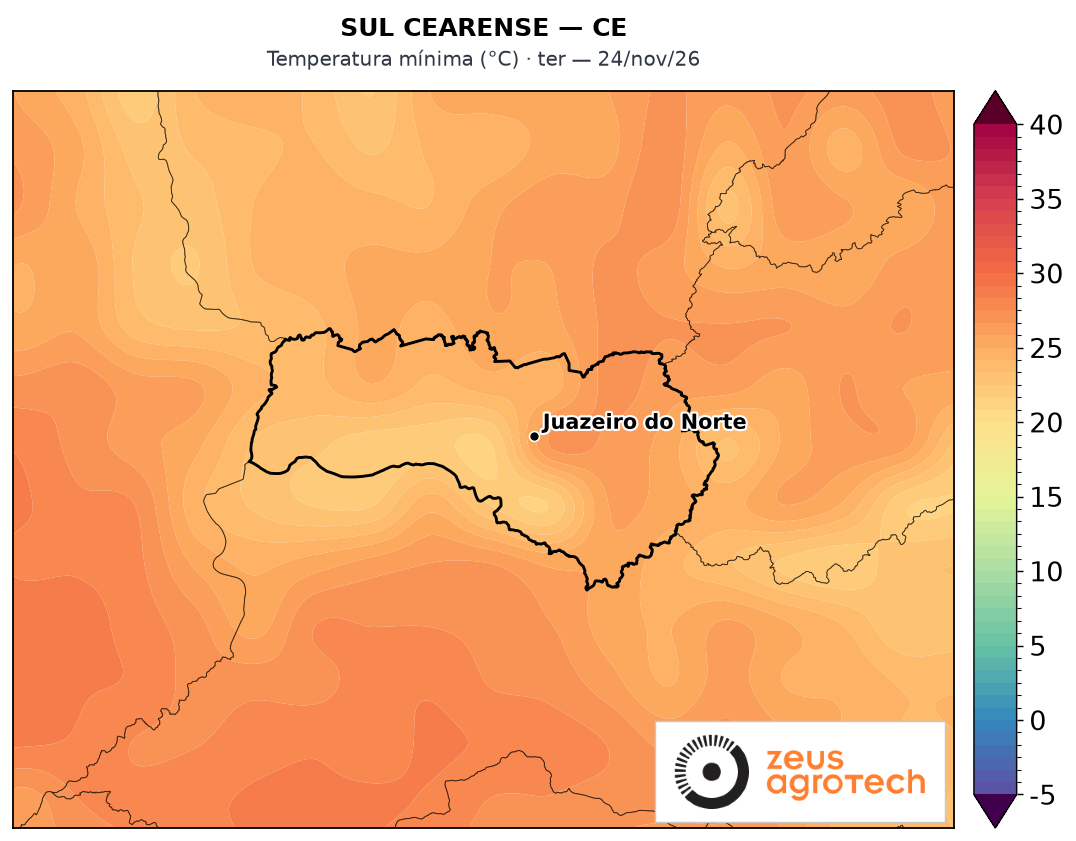 SUL CEARENSE — CE
Temperatura mínima (°C) · ter — 24/nov/26
40
35
30
25
20
15
10
5
0
-5
Juazeiro do Norte
zeus
agrotech